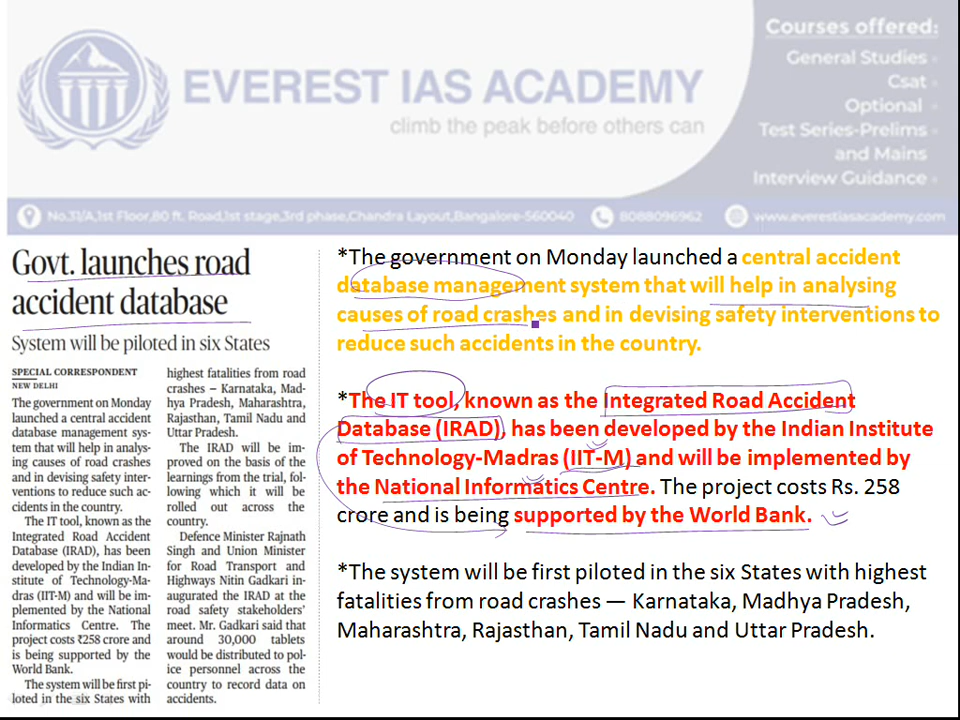 EVEREST IAS ACADEMY
climb the peak before others can
Courses offered:
General Studies
Csat
Optional
Test Series-Prelims
and Mains
Interview Guidance
No.31/A,1st Floor,80 ft. Road,1st stage,3rd phase,Chandra Layout,Bangalore-560040
8088096962
www.everestiasacademy.com
Govt. launches road
accident database
System will be piloted in six States
SPECIAL CORRESPONDENT
NEW DELHI
The government on Monday
launched a central accident
database management sys-
tem that will help in analys-
ing causes of road crashes
and in devising safety inter-
ventions to reduce such ac-
cidents in the country.
The IT tool, known as the
Integrated Road Accident
Database (IRAD), has been
developed by the Indian In-
stitute of Technology-Ma-
dras (IIT-M) and will be im-
plemented by the National
Informatics Centre. The
project costs ₹258 crore and
is being supported by the
World Bank.
The system will be first pi-
loted in the six States with
highest fatalities from road
crashes – Karnataka, Mad-
hya Pradesh, Maharashtra,
Rajasthan, Tamil Nadu and
Uttar Pradesh.
The IRAD will be im-
proved on the basis of the
learnings from the trial, fol-
lowing which it will be
rolled out across the
country.
Defence Minister Rajnath
Singh and Union Minister
for Road Transport and
Highways Nitin Gadkari in-
augurated the IRAD at the
road safety stakeholders'
meet. Mr. Gadkari said that
around 30,000 tablets
would be distributed to pol-
ice personnel across the
country to record data on
accidents.
*The government on Monday launched a central accident
database management system that will help in analysing
causes of road crashes and in devising safety interventions to
reduce such accidents in the country.
*The IT tool, known as the Integrated Road Accident
Database (IRAD), has been developed by the Indian Institute
of Technology-Madras (IIT-M) and will be implemented by
the National Informatics Centre. The project costs Rs. 258
crore and is being supported by the World Bank.
*The system will be first piloted in the six States with highest
fatalities from road crashes — Karnataka, Madhya Pradesh,
Maharashtra, Rajasthan, Tamil Nadu and Uttar Pradesh.